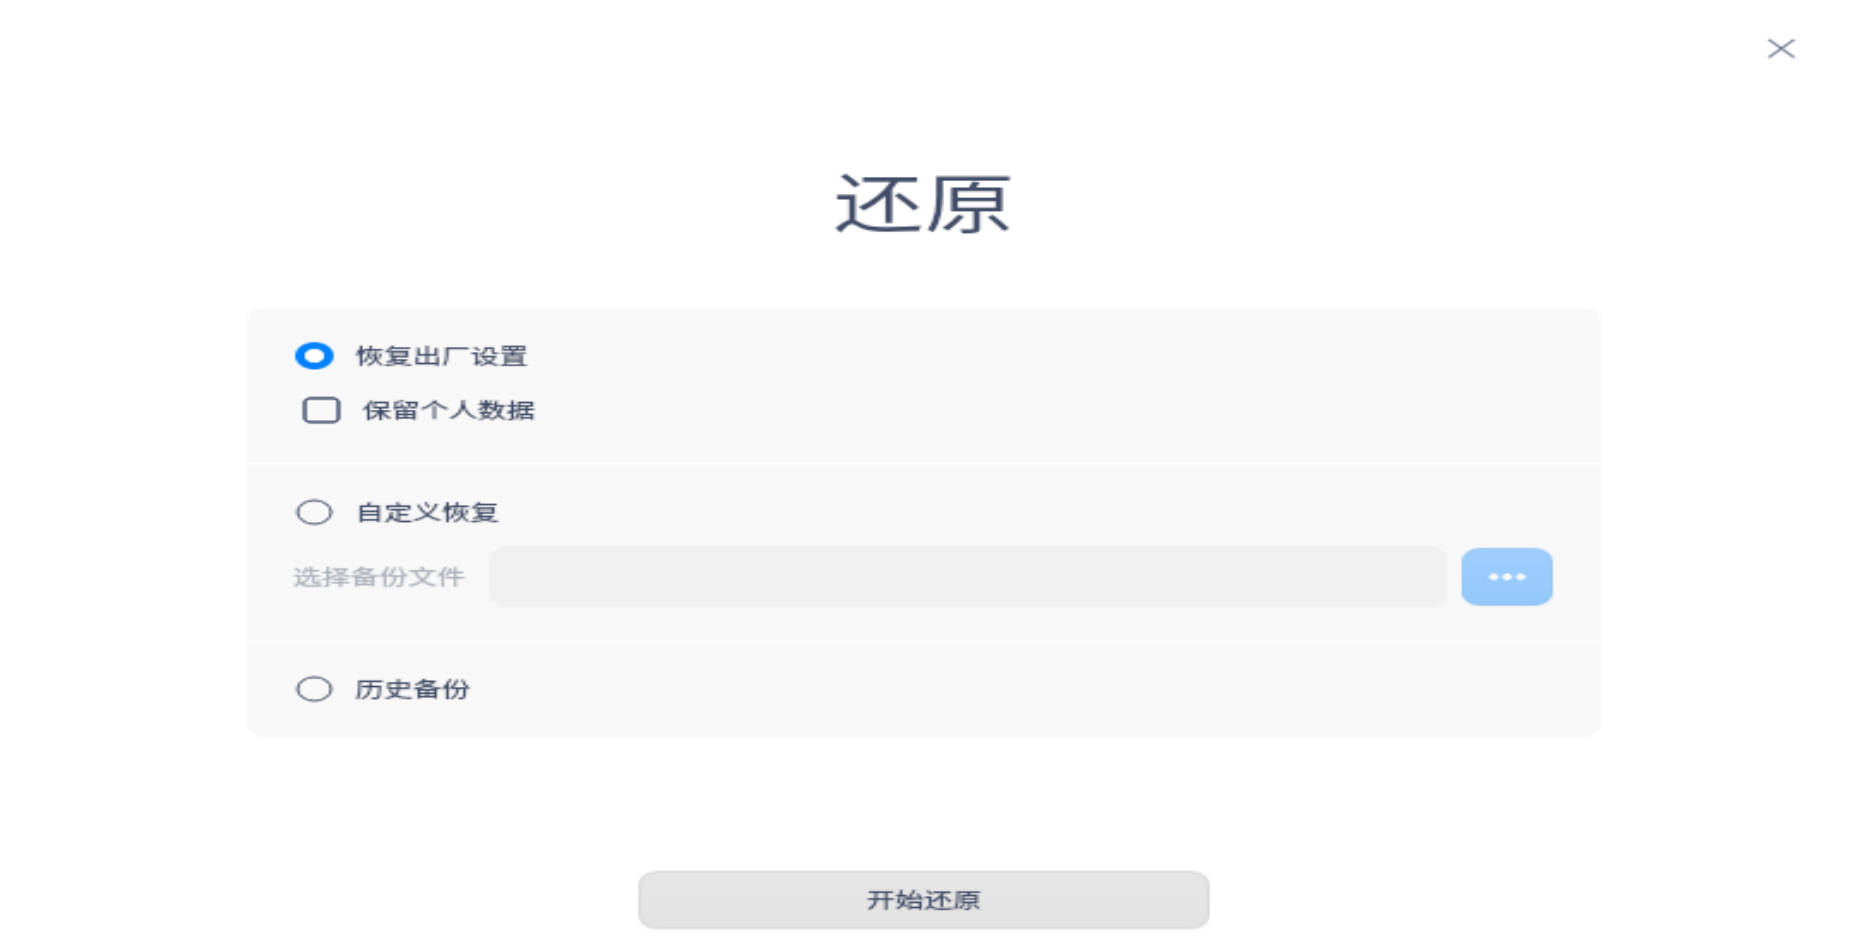 还原
恢复出厂设置
保留个人数据
自定义恢复
选择备份文件
历史备份
开始还原